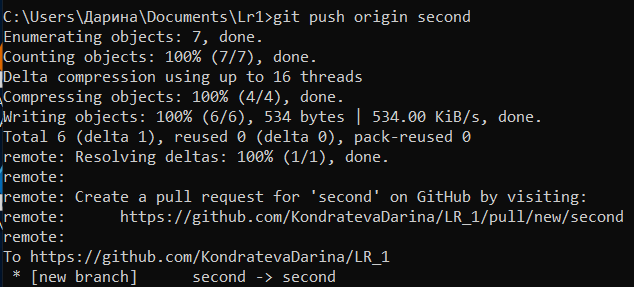 C:\Users\Дарина\Documents\Lr1>git push origin second
Enumerating objects: 7, done.
Counting objects: 100% (7/7), done.
Delta compression using up to 16 threads
Compressing objects: 100% (4/4), done.
Writing objects: 100% (6/6), 534 bytes | 534.00 KiB/s, done.
Total 6 (delta 1), reused 0 (delta 0), pack-reused 0
remote: Resolving deltas: 100% (1/1), done.
remote:
remote: Create a pull request for 'second' on GitHub by visiting:
remote:      https://github.com/KondratevaDarina/LR_1/pull/new/second
remote:
To https://github.com/KondratevaDarina/LR_1
 * [new branch]      second -> second